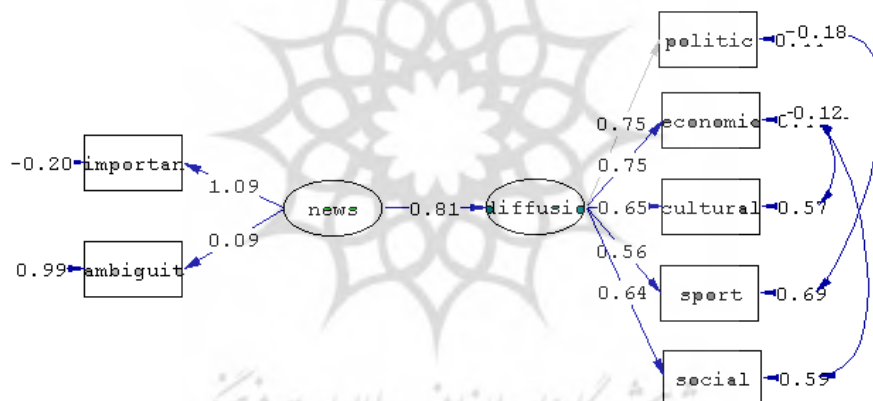 politic
-0.18
economic
-0.12
0.75
-0.20
importan
0.75
1.09
news
0.81
diffusio
0.65
cultural
0.57
0.09
0.99
ambiguit
0.56
0.64
sport
0.69
social
0.59